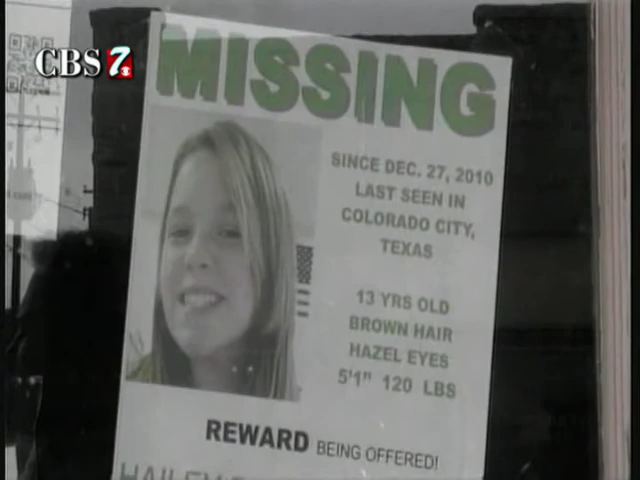 CBS 7
MISSING
SINCE DEC. 27, 2010
LAST SEEN IN
COLORADO CITY,
TEXAS
13 YRS OLD
BROWN HAIR
HAZEL EYES
5'1" 120 LBS
REWARD BEING OFFERED!
HAILEY